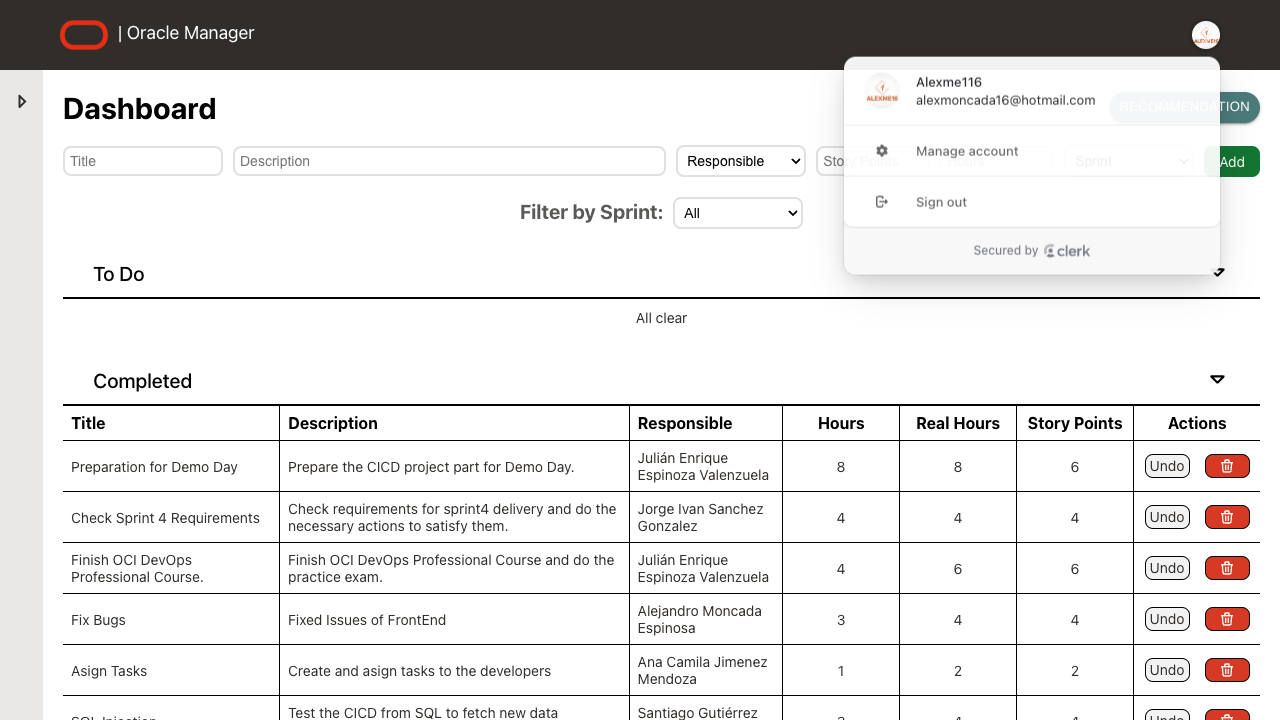 | Oracle Manager
ALEXME16
Alexme116
alexmoncada16@hotmail.com
Dashboard
RECOMMENDATION
Manage account
Title
Description
Responsible
Story Points
Hours
Sprint
Add
Sign out
Filter by Sprint:
All
Secured by clerk
To Do
All clear
Completed
Title Description Responsible Hours Real Hours Story Points Actions
Preparation for Demo Day
Prepare the CICD project part for Demo Day.
Julián Enrique
Espinoza Valenzuela
8 8 6 Undo
Check Sprint 4 Requirements
Check requirements for sprint4 delivery and do the
necessary actions to satisfy them.
Jorge Ivan Sanchez
Gonzalez
4 4 4 Undo
Finish OCI DevOps
Professional Course.
Finish OCI DevOps Professional Course and do the
practice exam.
Julián Enrique
Espinoza Valenzuela
4 6 6 Undo
Fix Bugs
Fixed Issues of FrontEnd
Alejandro Moncada
Espinosa
3 4 4 Undo
Asign Tasks
Create and asign tasks to the developers
Ana Camila Jimenez
Mendoza
1 2 2 Undo
SQL Injection
Test the CICD from SQL to fetch new data
Santiago Gutiérrez